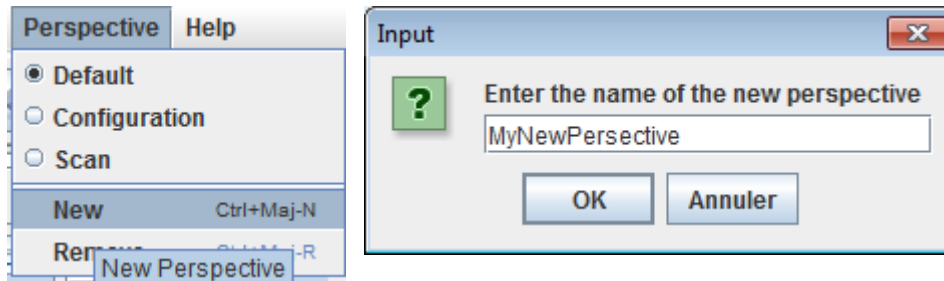 Perspective Help
Default
Configuration
Scan
New Ctrl+Maj-N
New Perspective
Input
Enter the name of the new perspective
MyNewPersective
OK Annuler